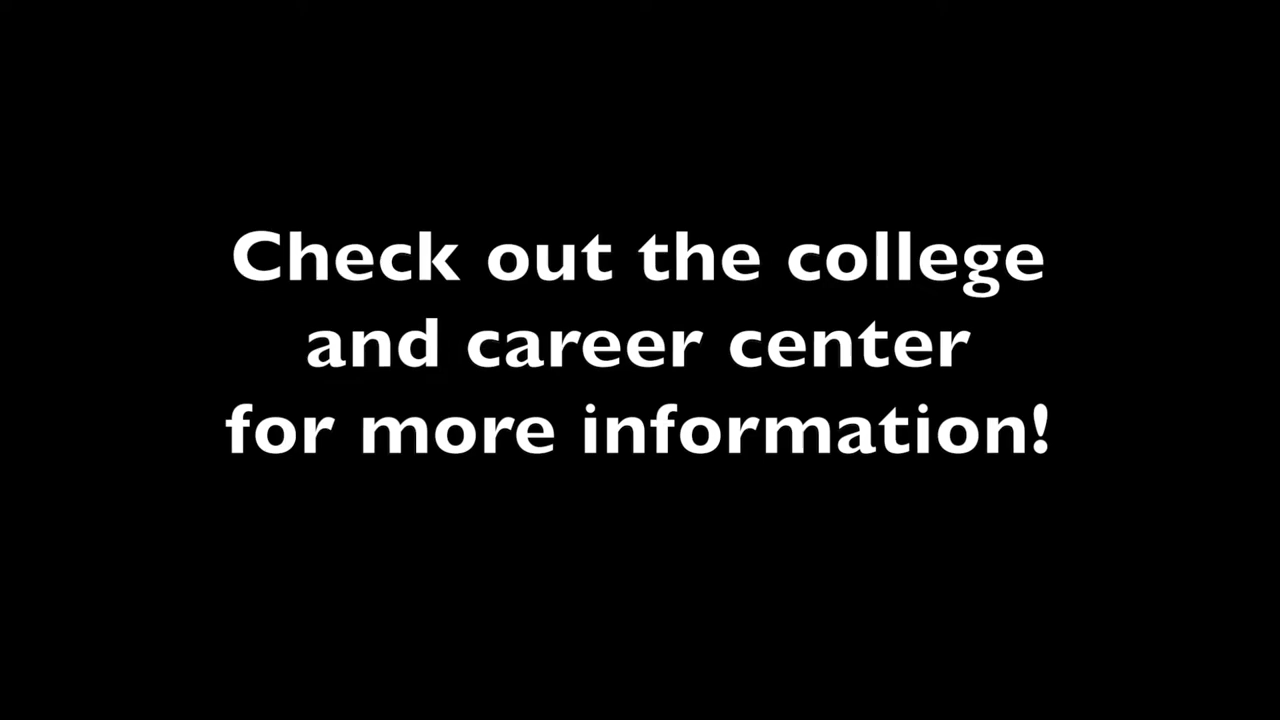 Check out the college
and career center
for more information!